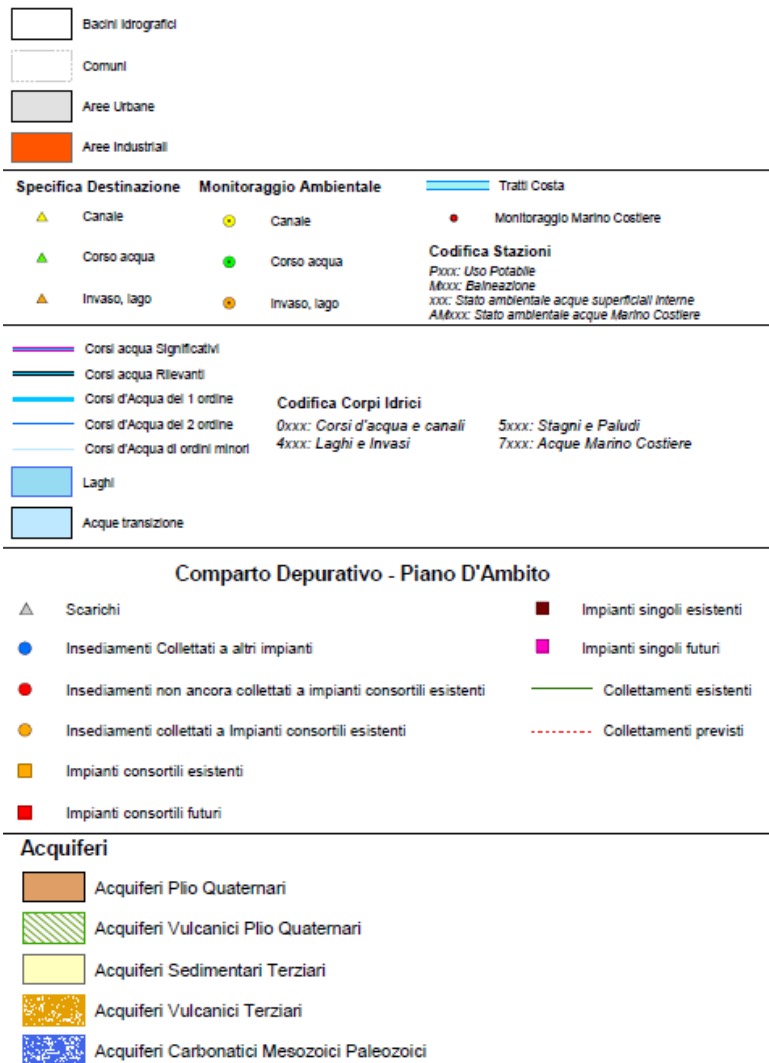 Bacini Idrografici
Comuni
Aree Urbane
Aree Industriali
Specifica Destinazione
Canale
Corso acqua
Invaso, lago
Monitoraggio Ambientale
Canale
Corso acqua
Invaso, lago
Tratti Costa
Monitoraggio Marino Costiere
Codifica Stazioni
Pxxx: Uso Potabile
Mxxx: Balneazione
xxx: Stato ambientale acque superficiali interne
AMxxx: Stato ambientale acque Marino Costiere
Corsi acqua Significativi
Corsi acqua Rilevanti
Corsi d'Acqua del 1 ordine
Corsi d'Acqua del 2 ordine
Corsi d'Acqua di ordini minori
Laghi
Acque transizione
Codifica Corpi Idrici
0xxx: Corsi d'acqua e canali
4xxx: Laghi e Invasi
5xxx: Stagni e Paludi
7xxx: Acque Marino Costiere
Comparto Depurativo - Piano D'Ambito
Scarichi
Insediamenti Collettati a altri impianti
Insediamenti non ancora collettati a impianti consortili esistenti
Insediamenti collettati a Impianti consortili esistenti
Impianti consortili esistenti
Impianti consortili futuri
Impianti singoli esistenti
Impianti singoli futuri
Collettamenti esistenti
Collettamenti previsti
Acquiferi
Acquiferi Plio Quaternari
Acquiferi Vulcanici Plio Quaternari
Acquiferi Sedimentari Terziari
Acquiferi Vulcanici Terziari
Acquiferi Carbonatici Mesozoici Paleozoici